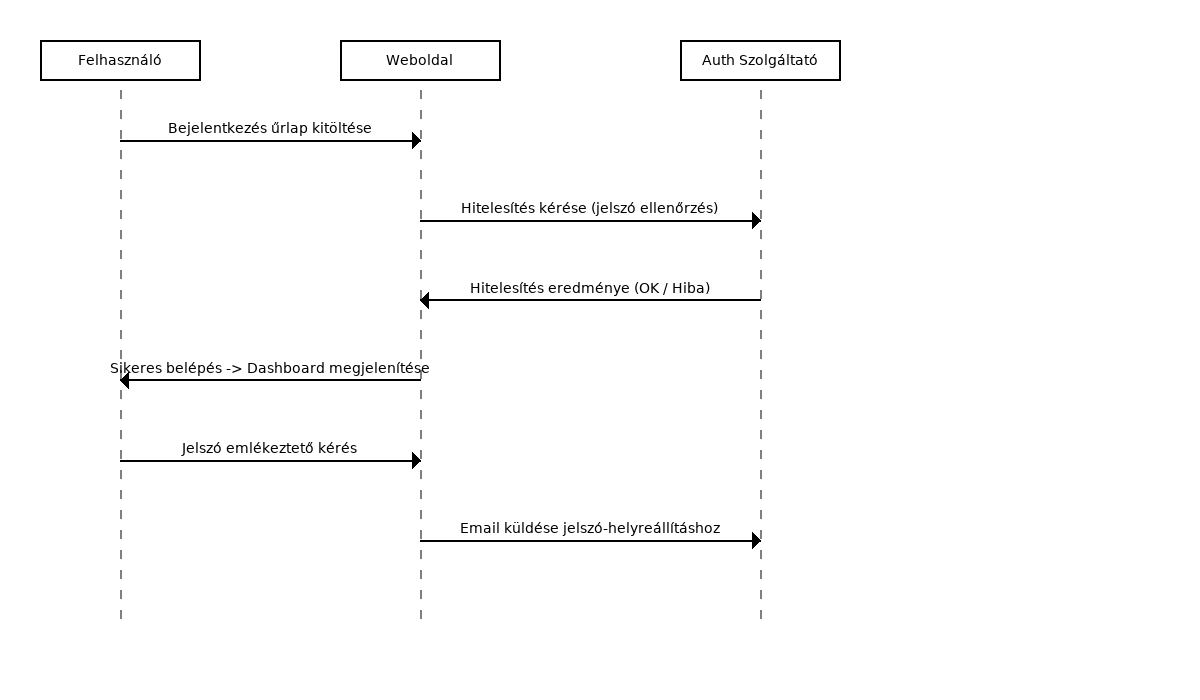 Felhasználó
Weboldal
Auth Szolgáltató
Bejelentkezés űrlap kitöltése
Hitelesítés kérése (jelszó ellenőrzés)
Hitelesítés eredménye (OK / Hiba)
Sikeres belépés -> Dashboard megjelenítése
Jelszó emlékeztető kérés
Email küldése jelszó-helyreállításhoz